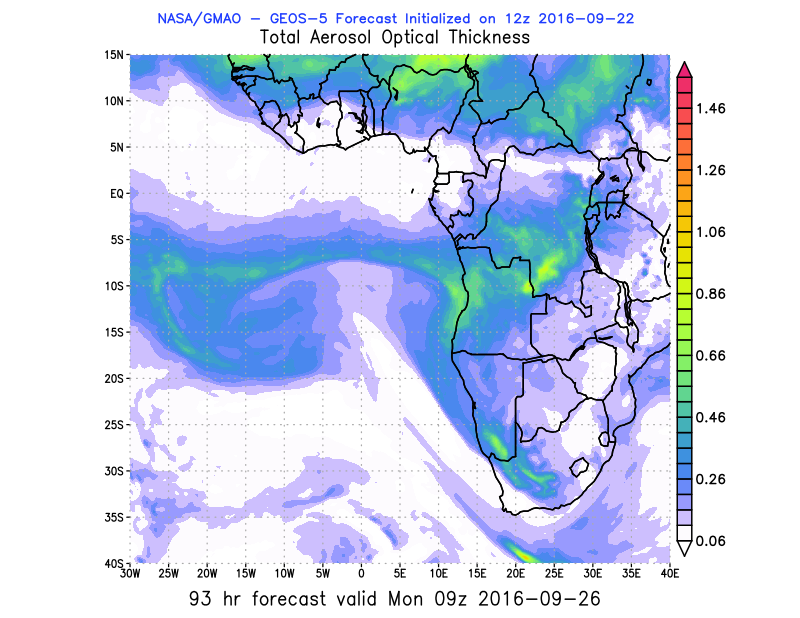 NASA/GMAO - GEOS-5 Forecast Initialized on 12z 2016-09-22
Total Aerosol Optical Thickness
15N
10N
5N
EQ
5S
10S
15S
20S
25S
30S
35S
40S
30W 25W 20W 15W 10W 5W 0 5E 10E 15E 20E 25E 30E 35E 40E
1.46
1.26
1.06
0.86
0.66
0.46
0.26
0.06
93 hr forecast valid Mon 09z 2016-09-26